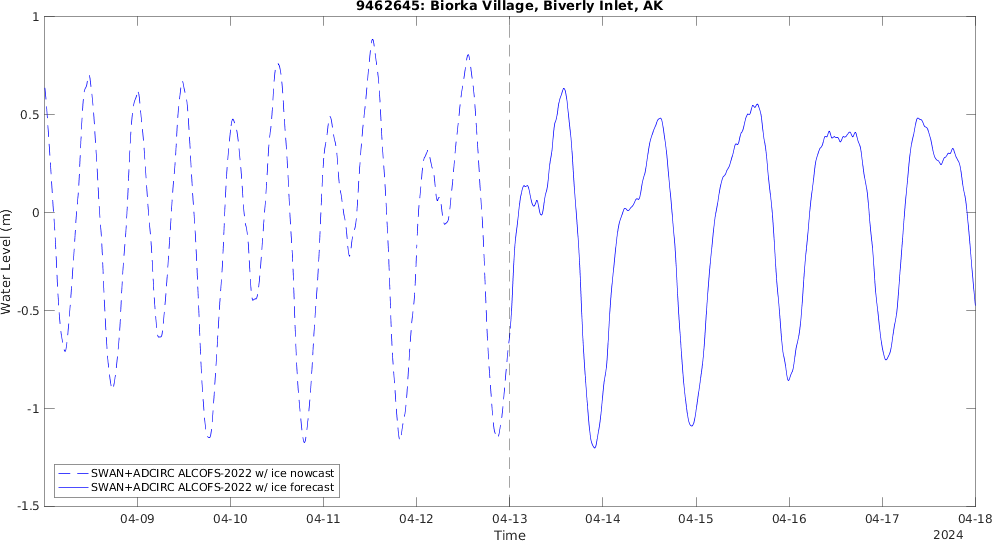 9462645: Biorka Village, Biverly Inlet, AK
1
0.5
0
-0.5
-1
-1.5
Water Level (m)
SWAN+ADCIRC ALCOFS-2022 w/ ice nowcast
SWAN+ADCIRC ALCOFS-2022 w/ ice forecast
04-09 04-10 04-11 04-12 04-13 04-14 04-15 04-16 04-17 04-18
Time
2024